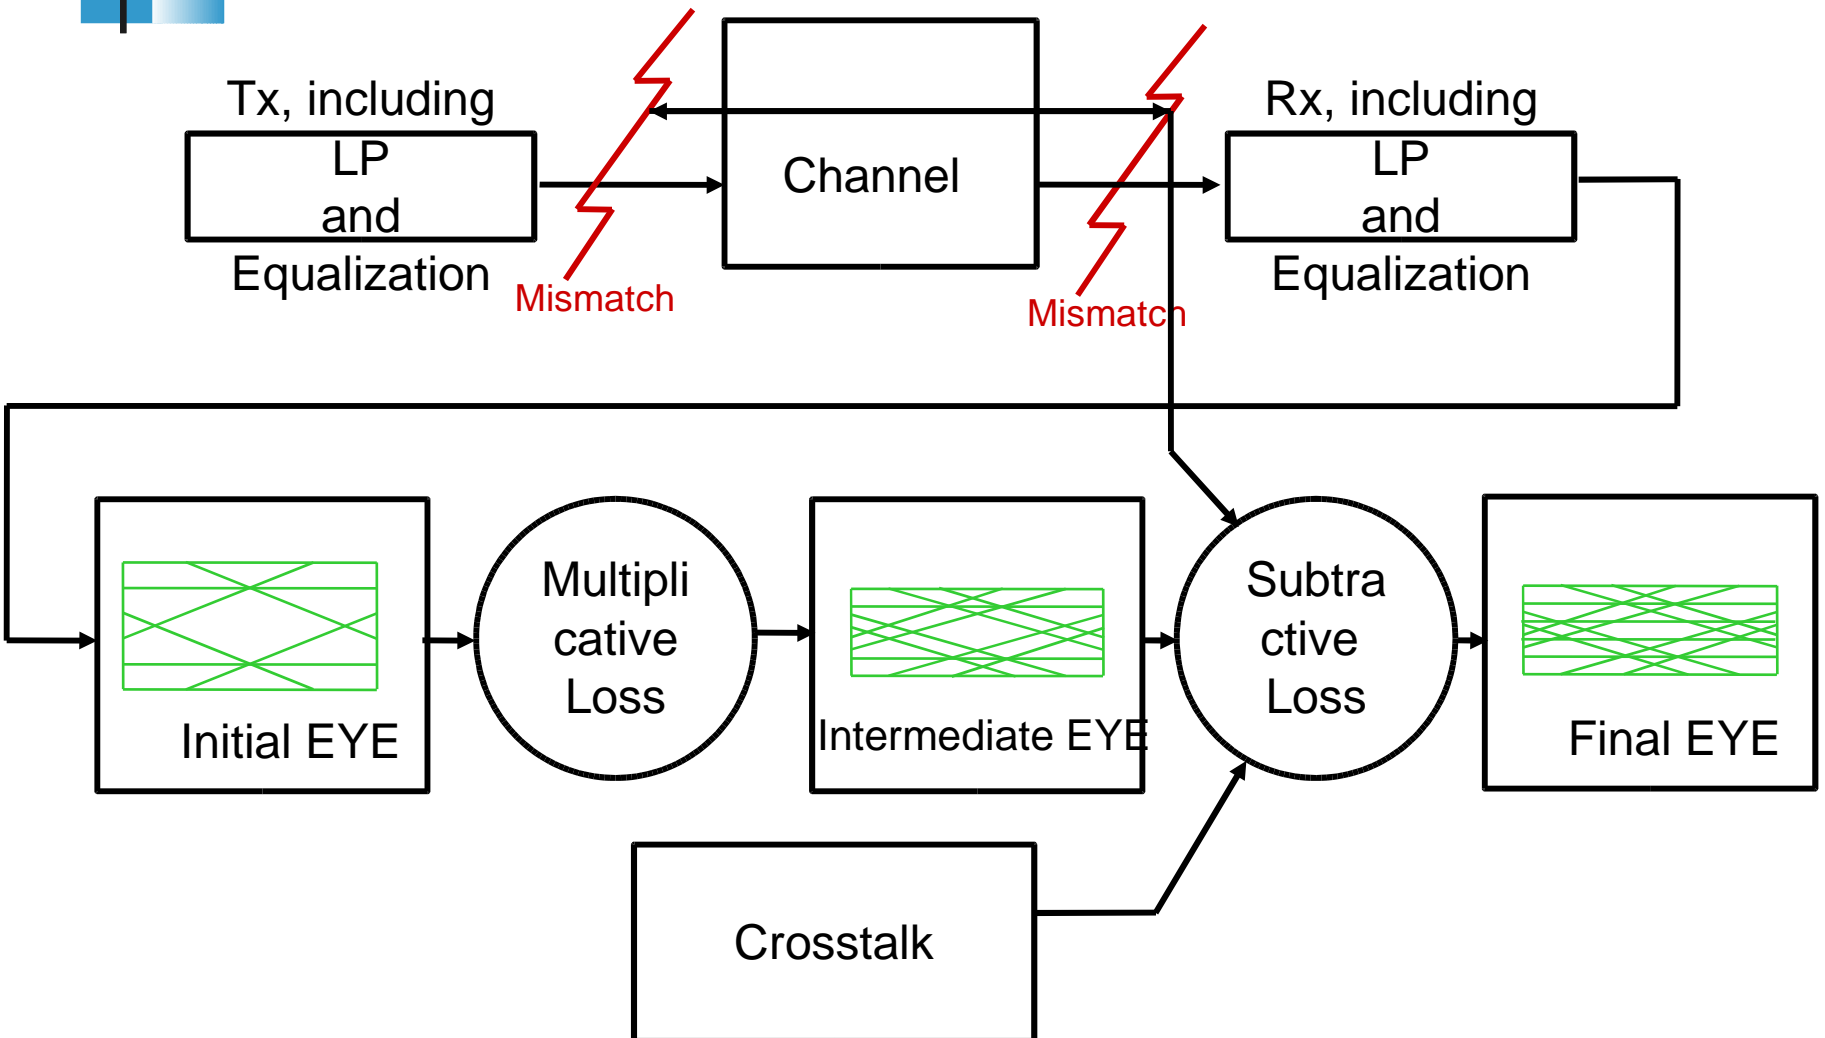 Tx, including
LP
and
Equalization
Mismatch
Channel
Mismatch
Rx, including
LP
and
Equalization
Initial EYE
Multipli
cative
Loss
Intermediate EYE
Subtra
ctive
Loss
Final EYE
Crosstalk